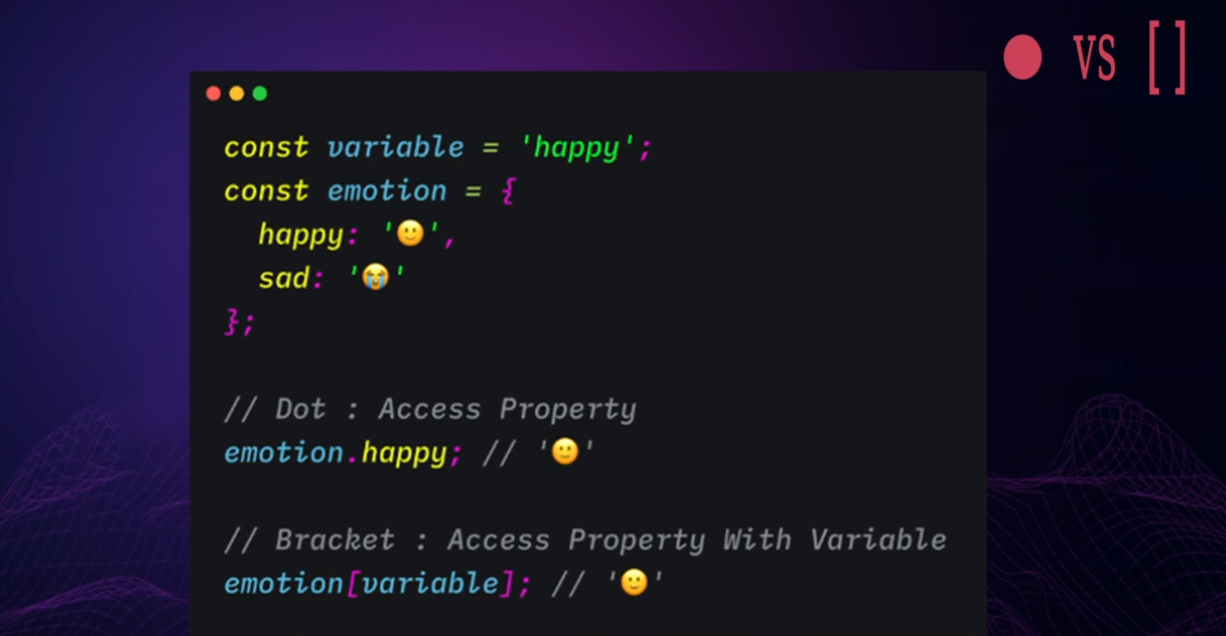 ● VS []
const variable = 'happy';
const emotion = {
  happy: '🙂',
  sad: '😭'
};
// Dot : Access Property
emotion.happy; // '🙂'
// Bracket : Access Property With Variable
emotion[variable]; // '🙂'